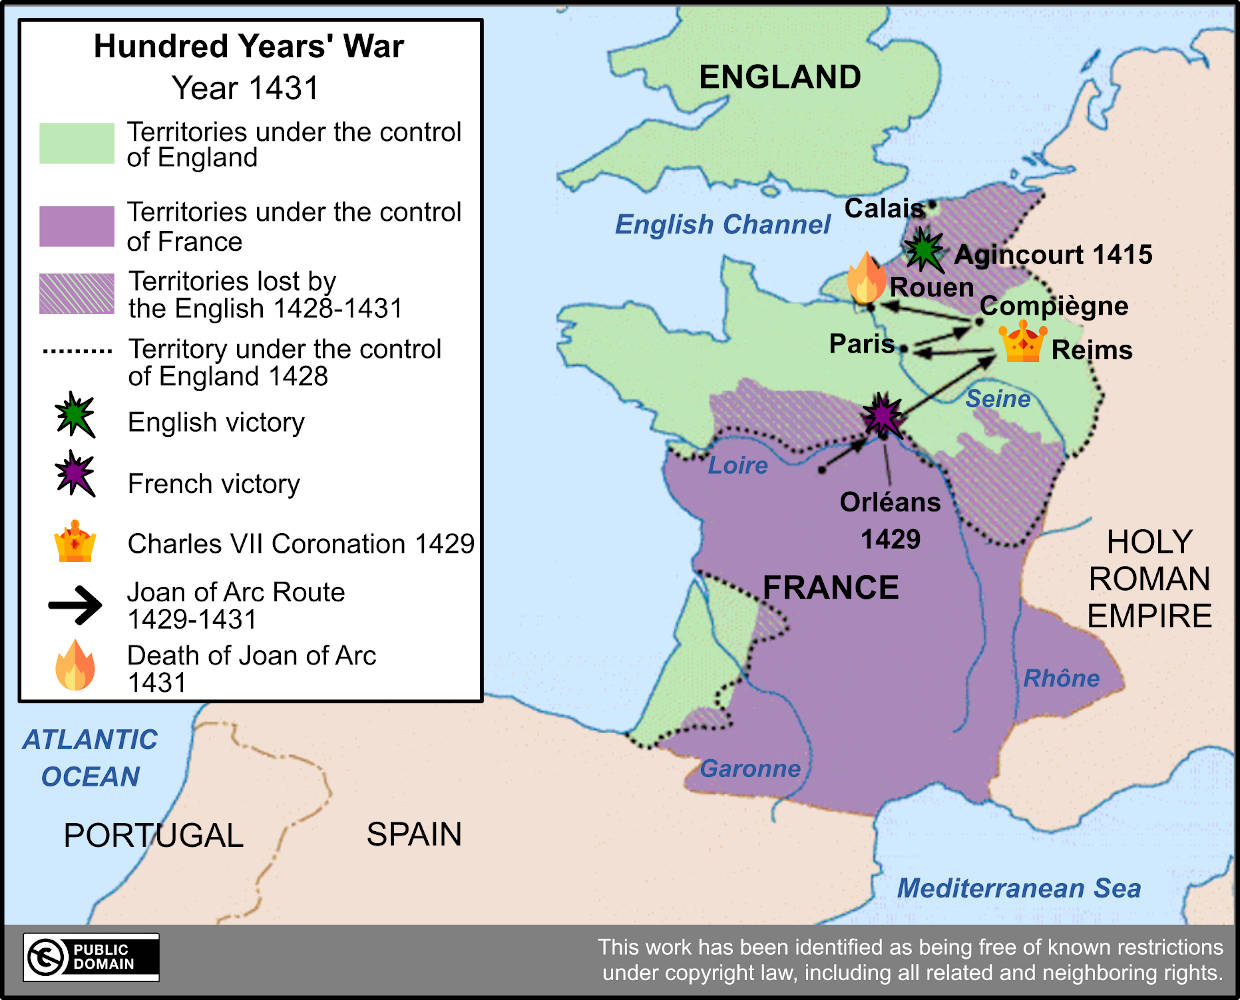 Hundred Years' War
Year 1431
Territories under the control
of England
Territories under the control
of France
Territories lost by
the English 1428-1431
Territory under the control
of England 1428
English victory
French victory
Charles VII Coronation 1429
Joan of Arc Route
1429-1431
Death of Joan of Arc
1431
ENGLAND
English Channel
Calais
Agincourt 1415
Rouen
Compiègne
Paris
Reims
Seine
Loire
Orléans
1429
FRANCE
HOLY
ROMAN
EMPIRE
Rhône
Garonne
ATLANTIC
OCEAN
PORTUGAL
SPAIN
Mediterranean Sea
PUBLIC
DOMAIN
This work has been identified as being free of known restrictions
under copyright law, including all related and neighboring rights.